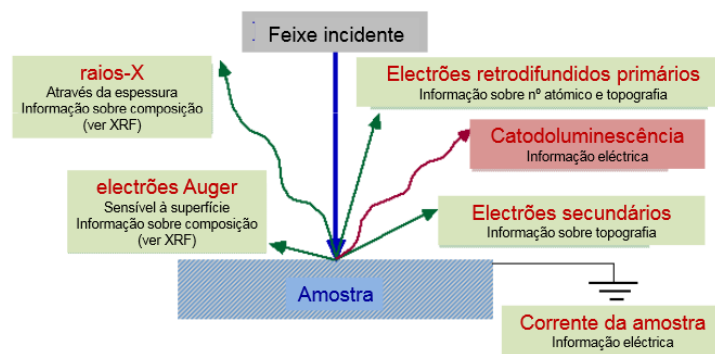 Feixe incidente
raios-X
Através da espessura
Informação sobre composição
(ver XRF)
Electrões retrodifundidos primários
Informação sobre nº atómico e topografia
Catodoluminescência
Informação eléctrica
electrões Auger
Sensível à superfície
Informação sobre composição
(ver XRF)
Electrões secundários
Informação sobre topografia
Amostra
Corrente da amostra
Informação eléctrica